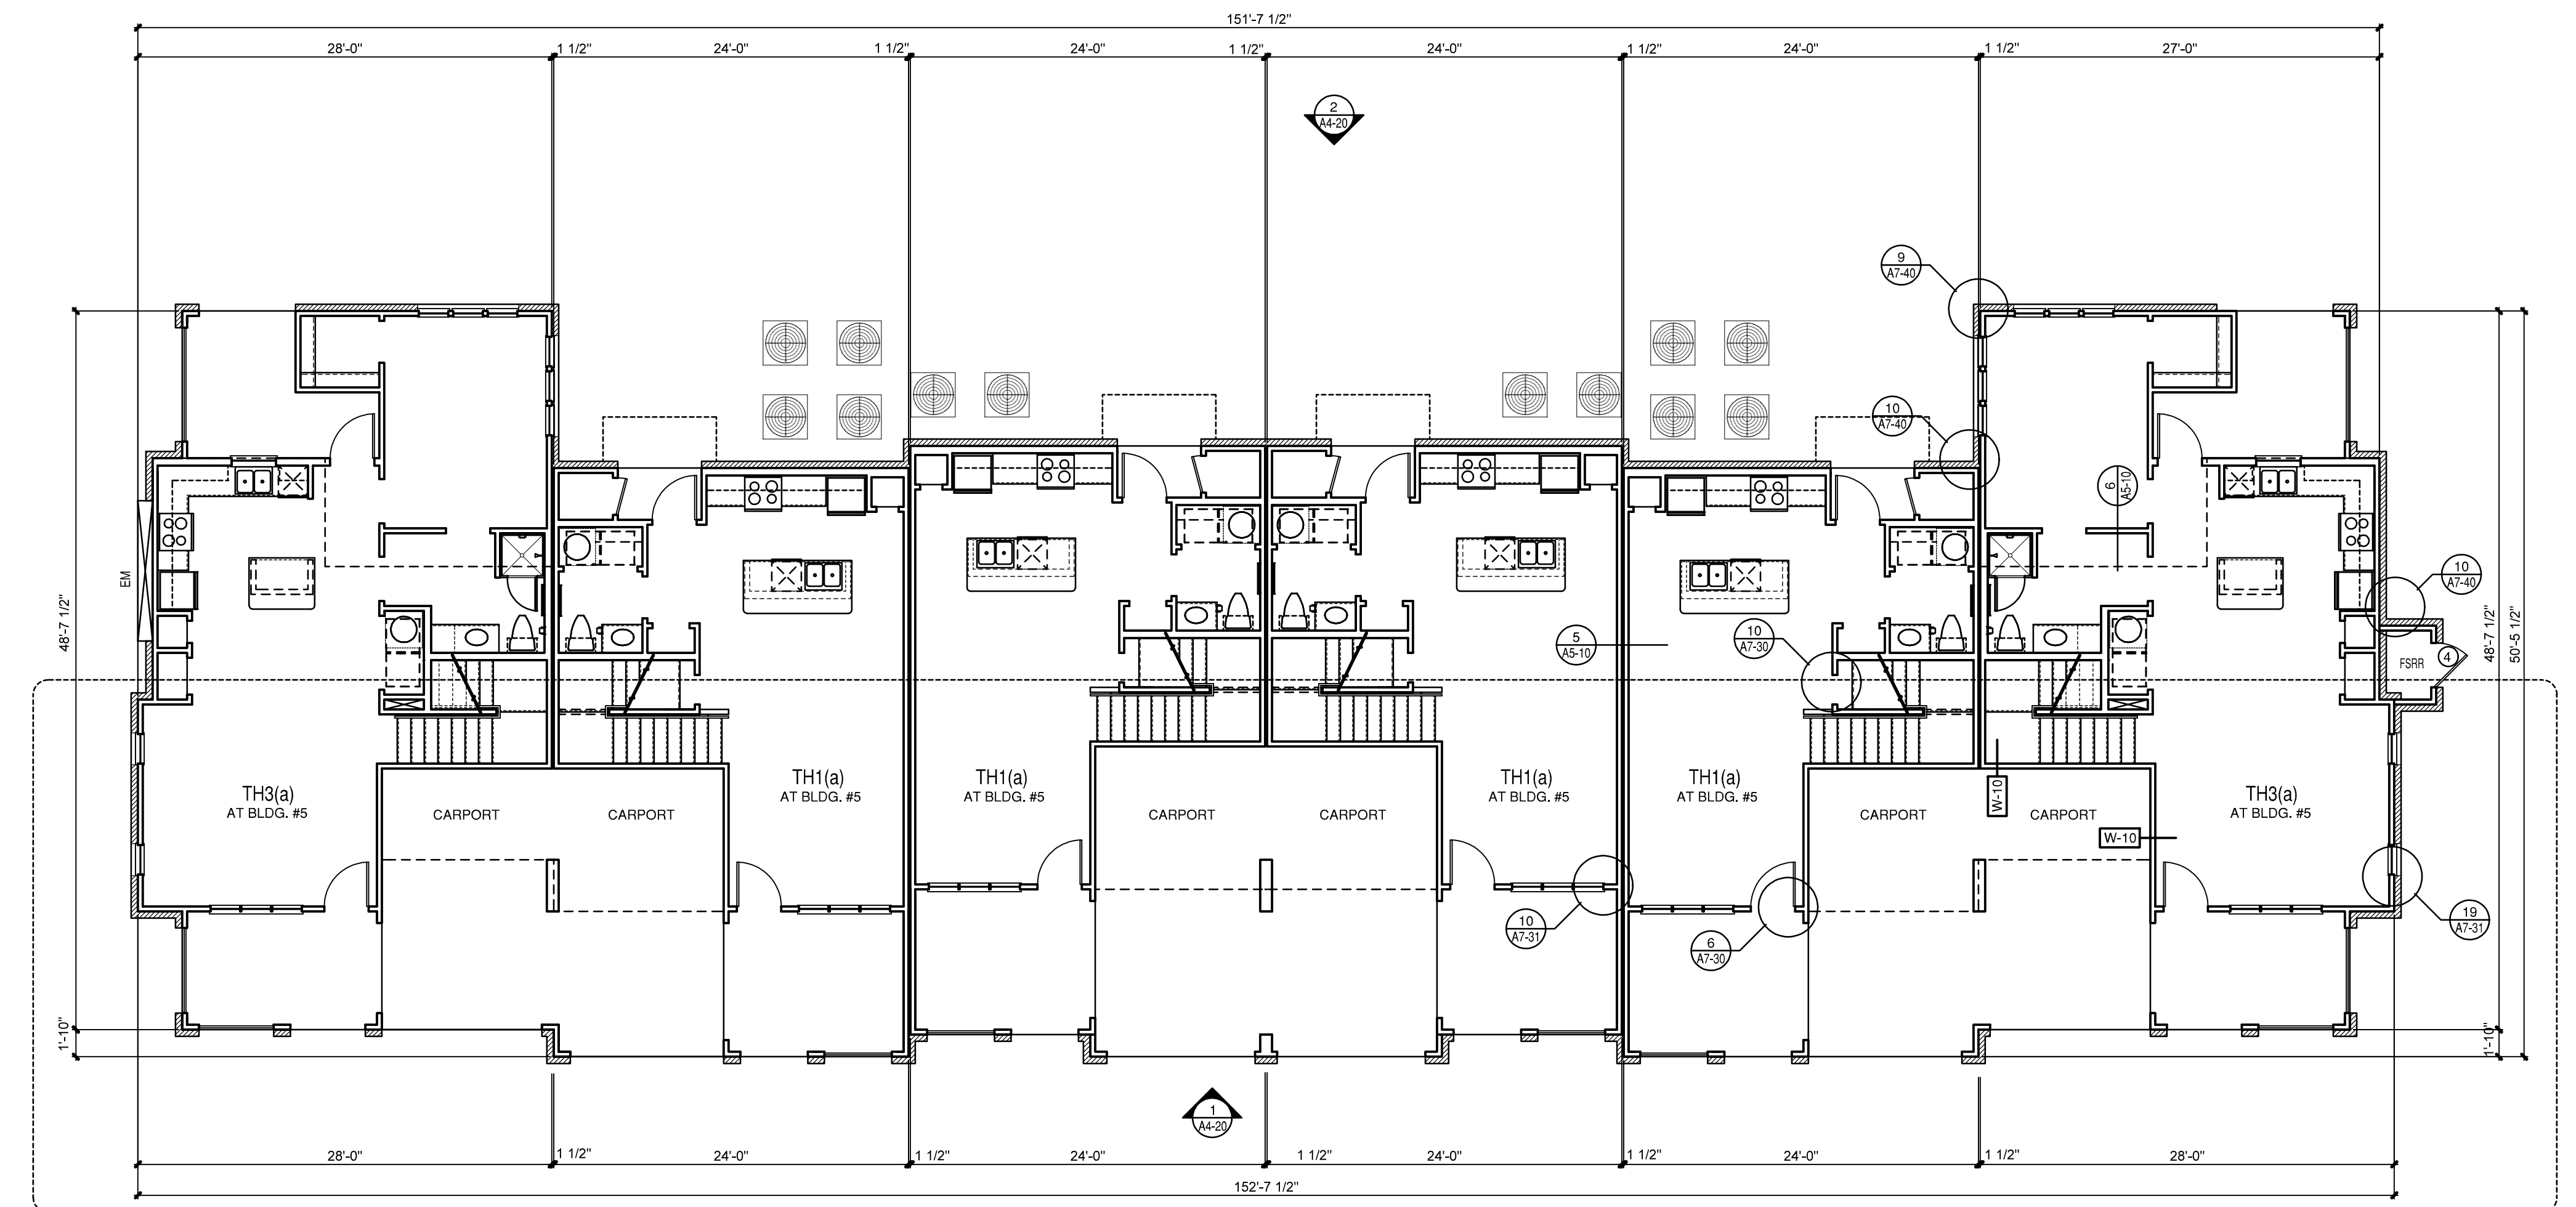 151'-7 1/2"
28'-0" 1 1/2" 24'-0" 1 1/2" 24'-0" 1 1/2" 24'-0" 1 1/2" 24'-0" 1 1/2" 27'-0"
2
A4-20
9
A7-40
10
A7-40
6
A5-10
EM
10
A7-40
48'-7 1/2"
48'-7 1/2"
50'-5 1/2"
5
A5-10
10
A7-30
FSRR
4
TH3(a)
AT BLDG. #5
CARPORT
CARPORT
TH1(a)
AT BLDG. #5
TH1(a)
AT BLDG. #5
CARPORT
CARPORT
TH1(a)
AT BLDG. #5
TH1(a)
AT BLDG. #5
CARPORT
W-10
CARPORT
W-10
TH3(a)
AT BLDG. #5
10
A7-31
6
A7-30
19
A7-31
1'-10"
1'-10"
1
A4-20
28'-0" 1 1/2" 24'-0" 1 1/2" 24'-0" 1 1/2" 24'-0" 1 1/2" 24'-0" 1 1/2" 28'-0"
152'-7 1/2"